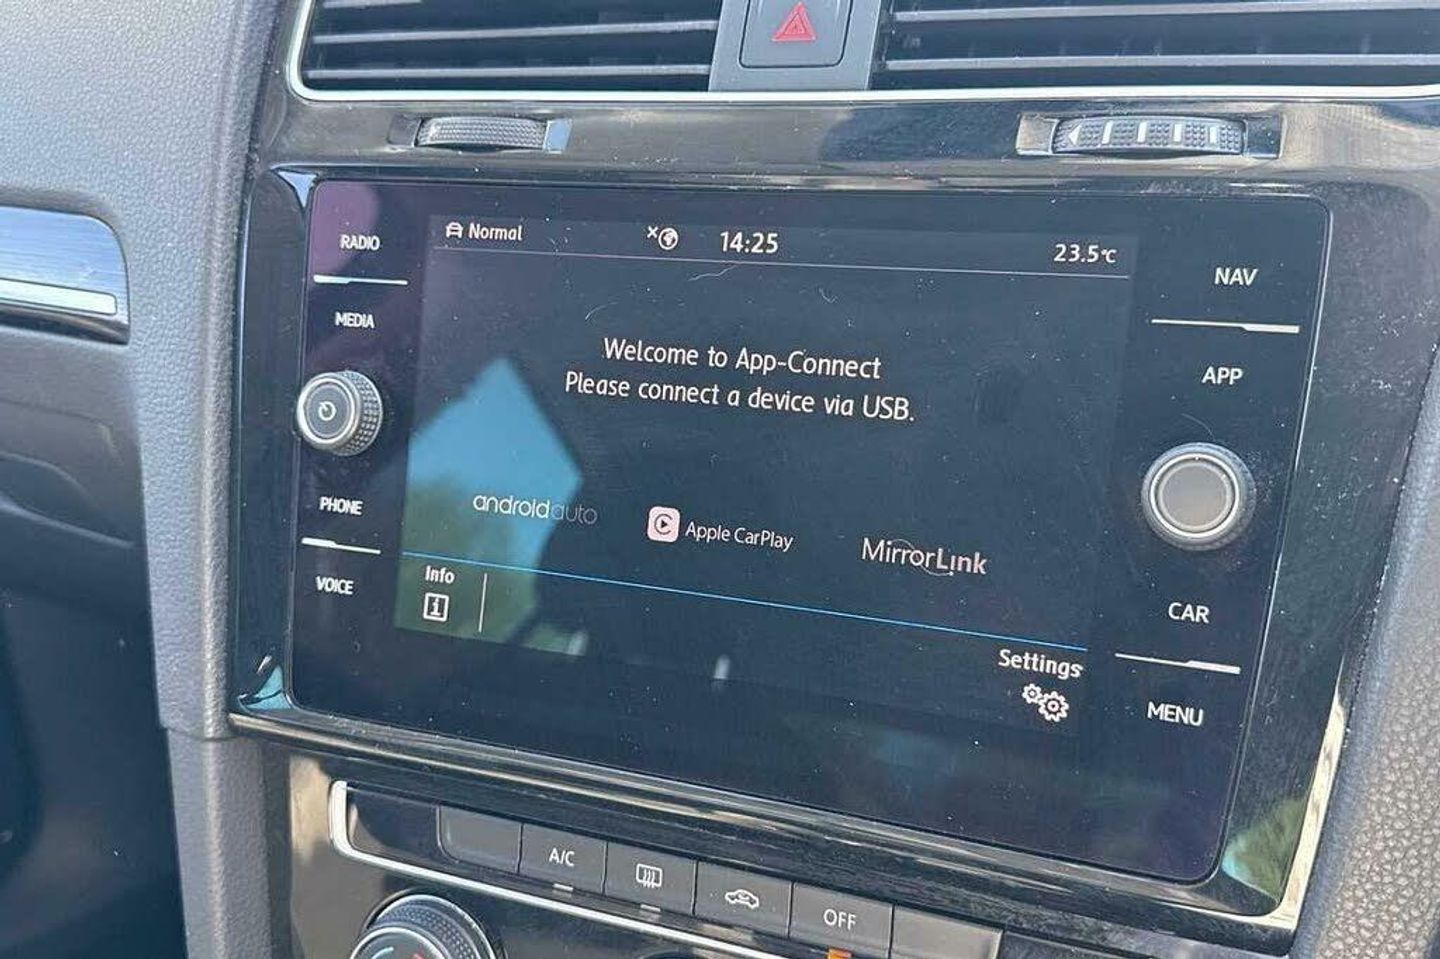 RADIO
MEDIA
PHONE
VOICE
Normal
14:25
23.5°C
Welcome to App-Connect
Please connect a device via USB.
androidauto
Apple CarPlay
MirrorLink
Info
Settings
NAV
APP
CAR
MENU
A/C
OFF